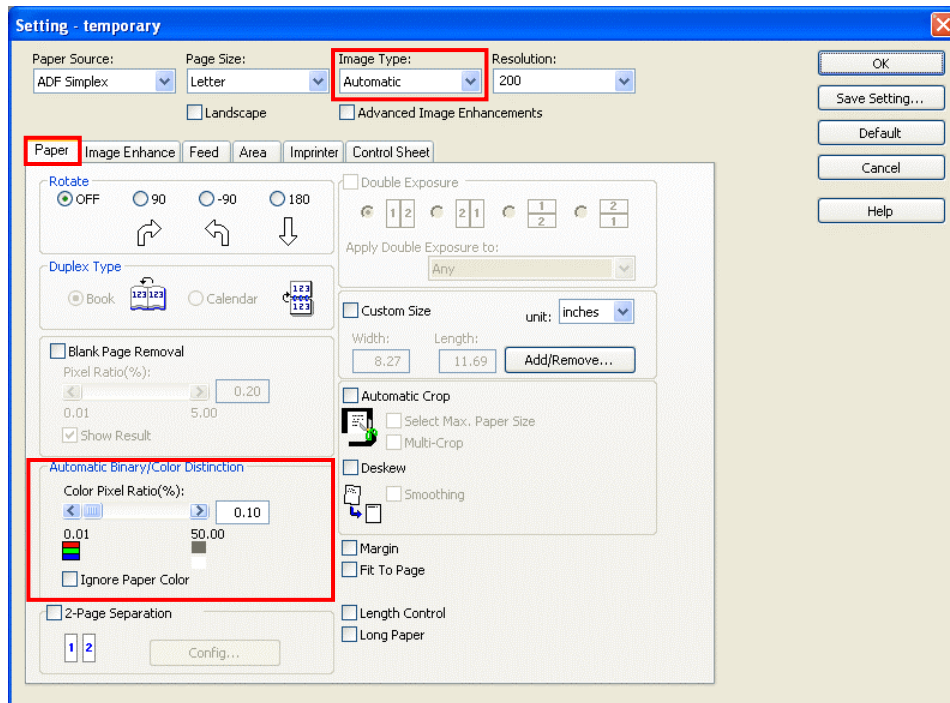 Setting - temporary
Paper Source: Page Size: Image Type: Resolution:
ADF Simplex Letter Automatic 200
Landscape Advanced Image Enhancements
OK
Save Setting...
Default
Cancel
Help
Paper Image Enhance Feed Area Imprinter Control Sheet
Rotate
OFF 90 -90 180
Duplex Type
Book 123 123 Calendar 123 123
Blank Page Removal
Pixel Ratio(%):
0.20
0.01 5.00
Show Result
Automatic Binary/Color Distinction
Color Pixel Ratio(%):
0.10
0.01 50.00
Ignore Paper Color
2-Page Separation
1 2 Config...
Double Exposure
1 2 2 1 1 2 2 1
Apply Double Exposure to:
Any
Custom Size unit: inches
Width: Length:
8.27 11.69 Add/Remove...
Automatic Crop
Select Max. Paper Size
Multi-Crop
Deskew
Smoothing
Margin
Fit To Page
Length Control
Long Paper